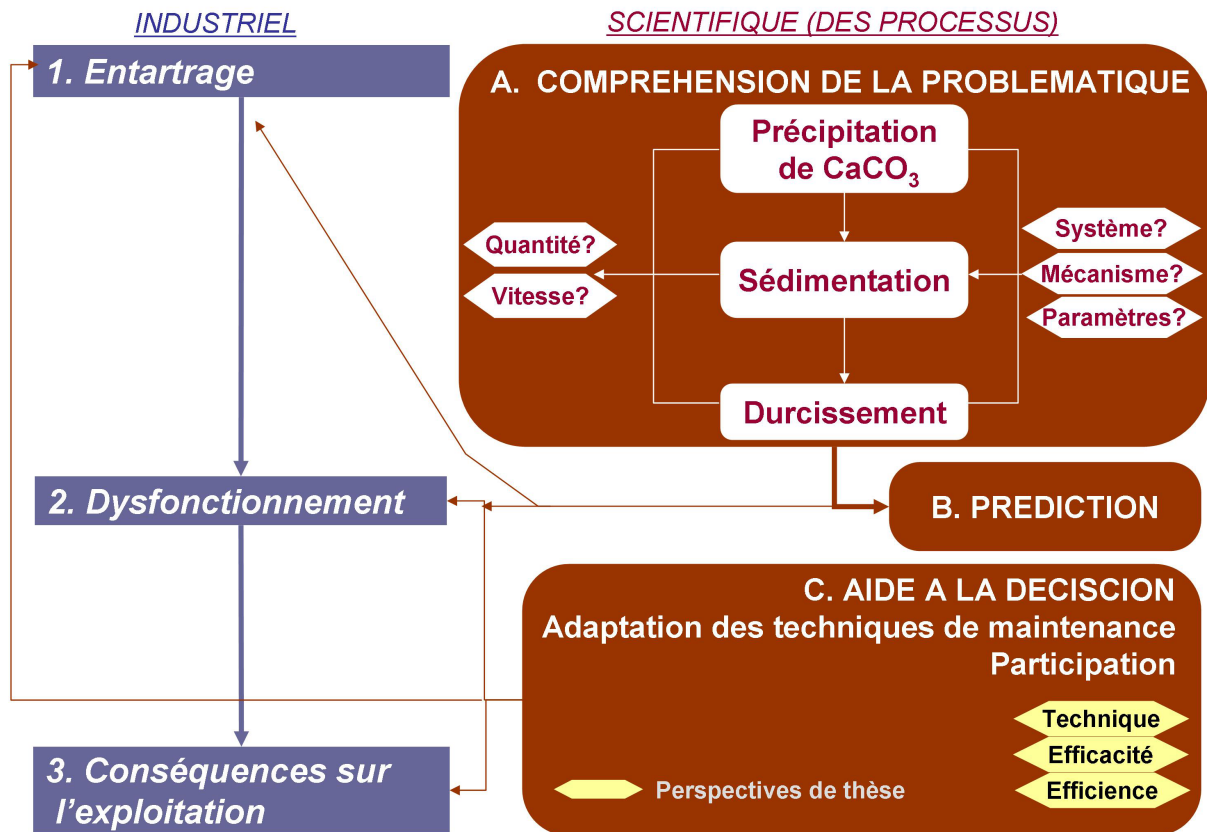 INDUSTRIEL
SCIENTIFIQUE (DES PROCESSUS)
1. Entartrage
2. Dysfonctionnement
3. Conséquences sur
l'exploitation
A. COMPREHENSION DE LA PROBLEMATIQUE
Précipitation
de CaCO₃
Quantité?
Vitesse?
Sédimentation
Système?
Mécanisme?
Paramètres?
Durcissement
B. PREDICTION
C. AIDE A LA DECISCION
Adaptation des techniques de maintenance
Participation
Technique
Efficacité
Efficience
Perspectives de thèse